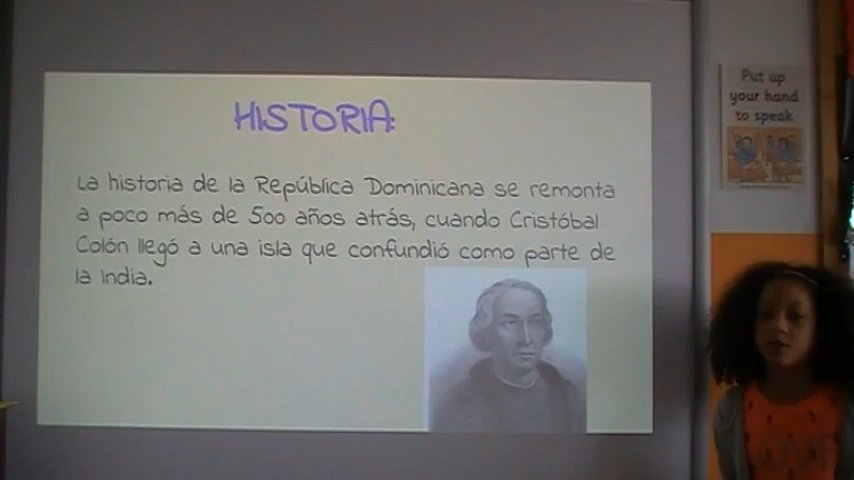 HISTORIA:
La historia de la República Dominicana se remonta
a poco más de 500 años atrás, cuando Cristóbal
Colón llegó a una isla que confundió como parte de
la India.
Put up
your hand
to speak